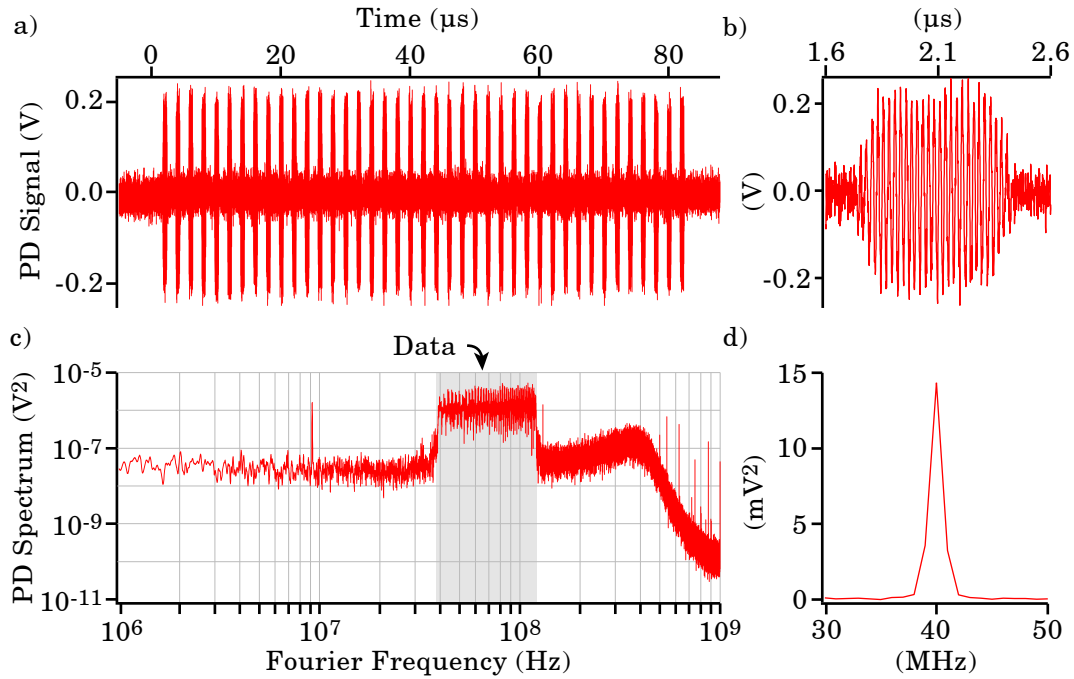 a)
Time (μs)
0 20 40 60 80
PD Signal (V)
0.2
0.0
-0.2
b)
(μs)
1.6 2.1 2.6
(V)
0.2
0.0
-0.2
c)
Data
PD Spectrum (V²)
10⁻⁵
10⁻⁷
10⁻⁹
10⁻¹¹
10⁶ 10⁷ 10⁸ 10⁹
Fourier Frequency (Hz)
d)
(mV²)
15
10
5
0
30 40 50
(MHz)